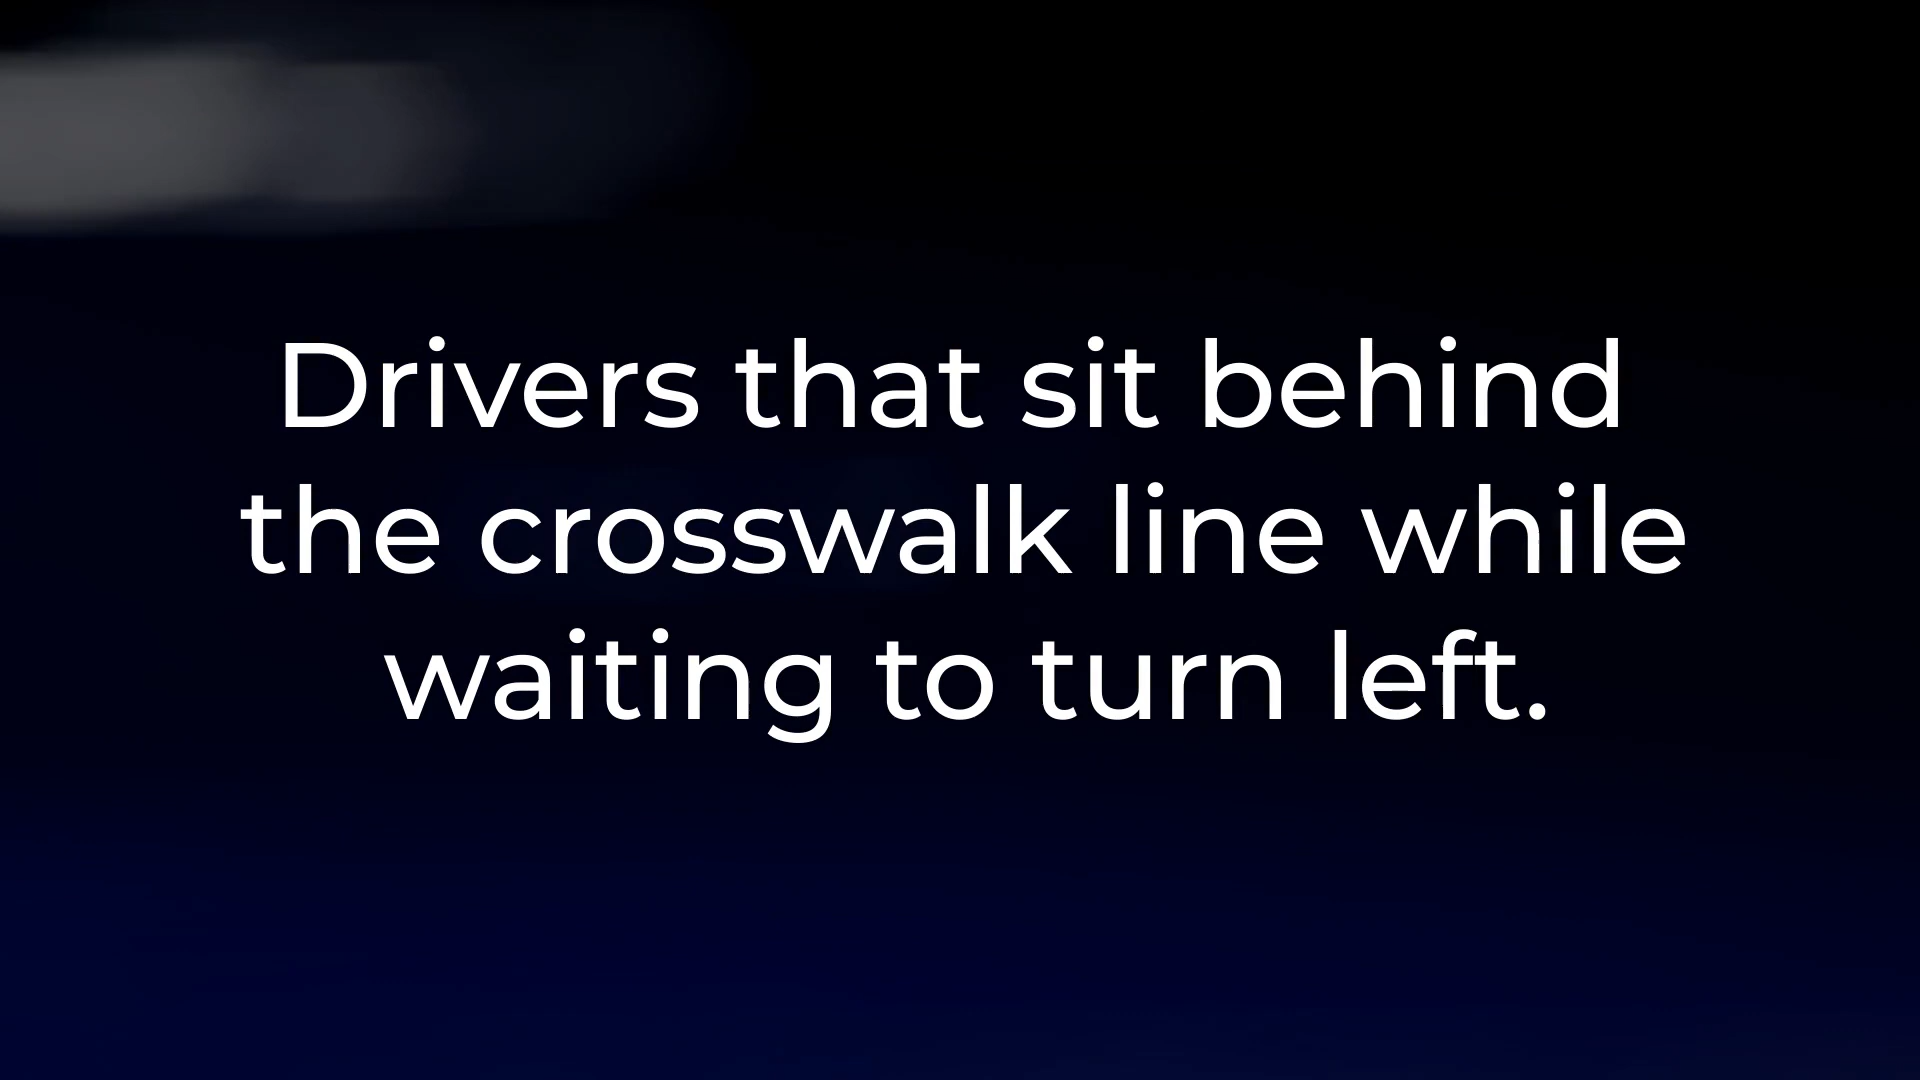 Drivers that sit behind
the crosswalk line while
waiting to turn left.